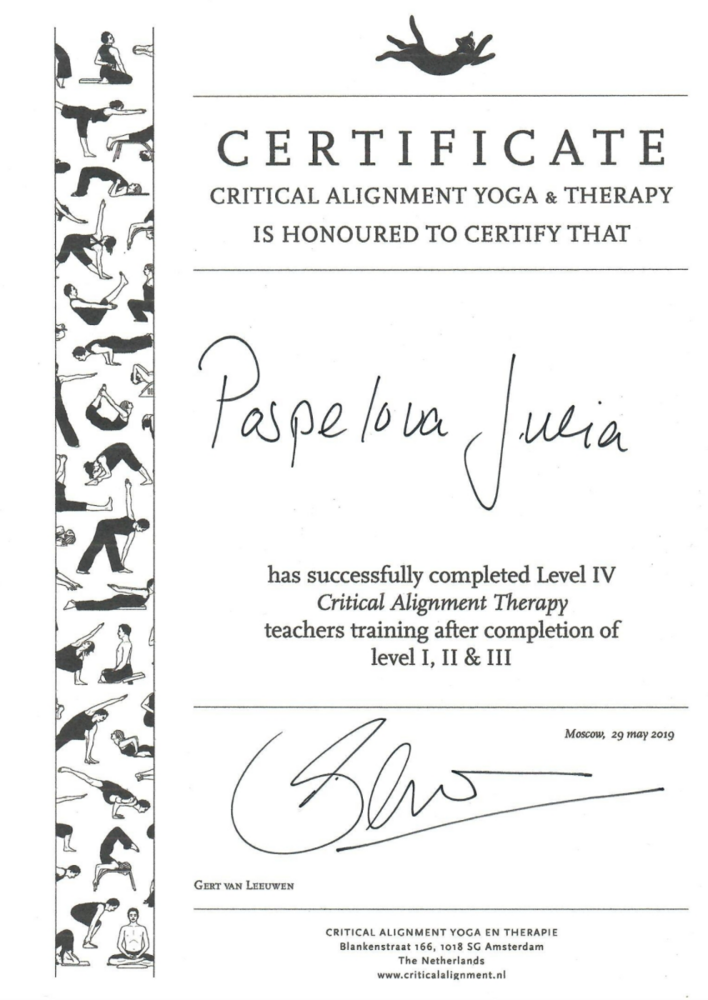 CERTIFICATE
CRITICAL ALIGNMENT YOGA & THERAPY
IS HONOURED TO CERTIFY THAT
Pospelova Julia
has successfully completed Level IV
Critical Alignment Therapy
teachers training after completion of
level I, II & III
Moscow, 29 may 2019
GERT VAN LEEUWEN
CRITICAL ALIGNMENT YOGA EN THERAPIE
Blankenstraat 166, 1018 SG Amsterdam
The Netherlands
www.criticalalignment.nl